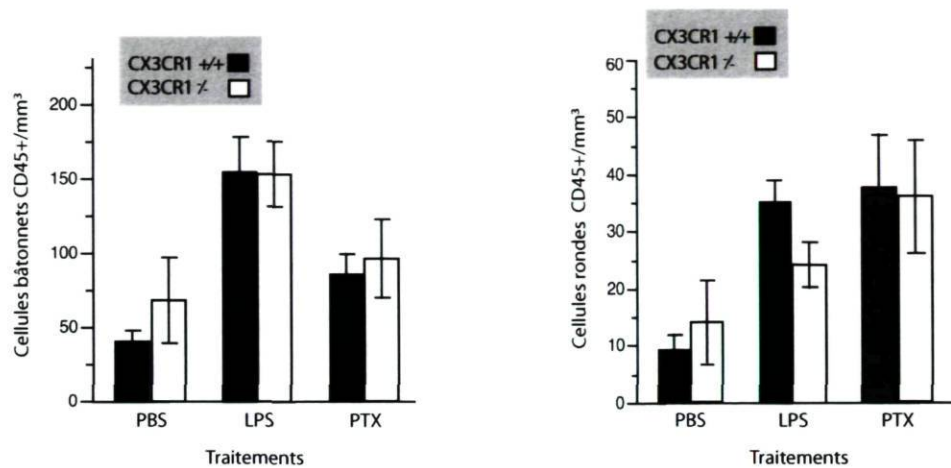 CX3CR1 +/+
CX3CR1 -/-
Cellules bâtonnets CD45+/mm³
200
150
100
50
0
PBS LPS PTX
Traitements
CX3CR1 +/+
CX3CR1 -/-
Cellules rondes CD45+/mm³
60
50
40
30
20
10
0
PBS LPS PTX
Traitements